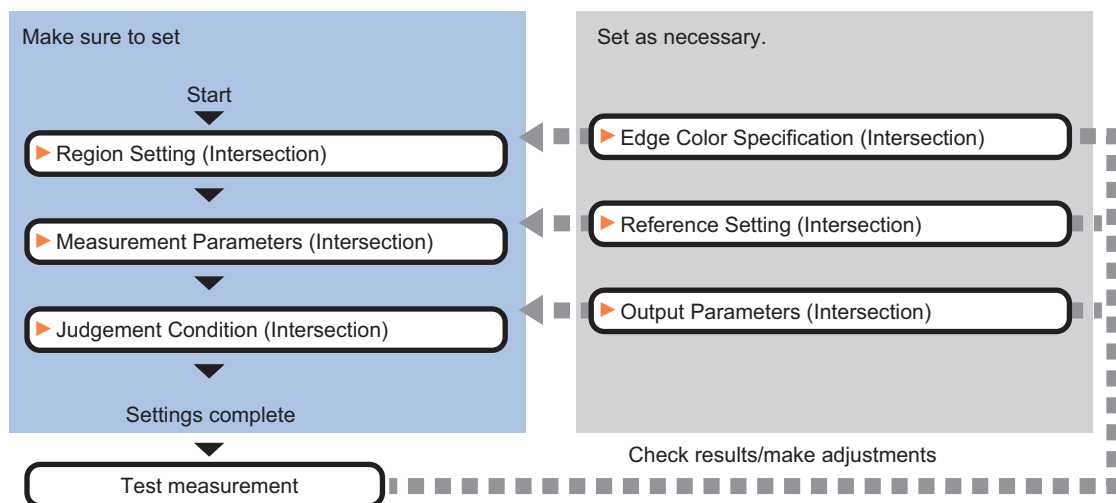 Make sure to set
Start
Region Setting (Intersection)
Measurement Parameters (Intersection)
Judgement Condition (Intersection)
Settings complete
Test measurement
Set as necessary.
Edge Color Specification (Intersection)
Reference Setting (Intersection)
Output Parameters (Intersection)
Check results/make adjustments